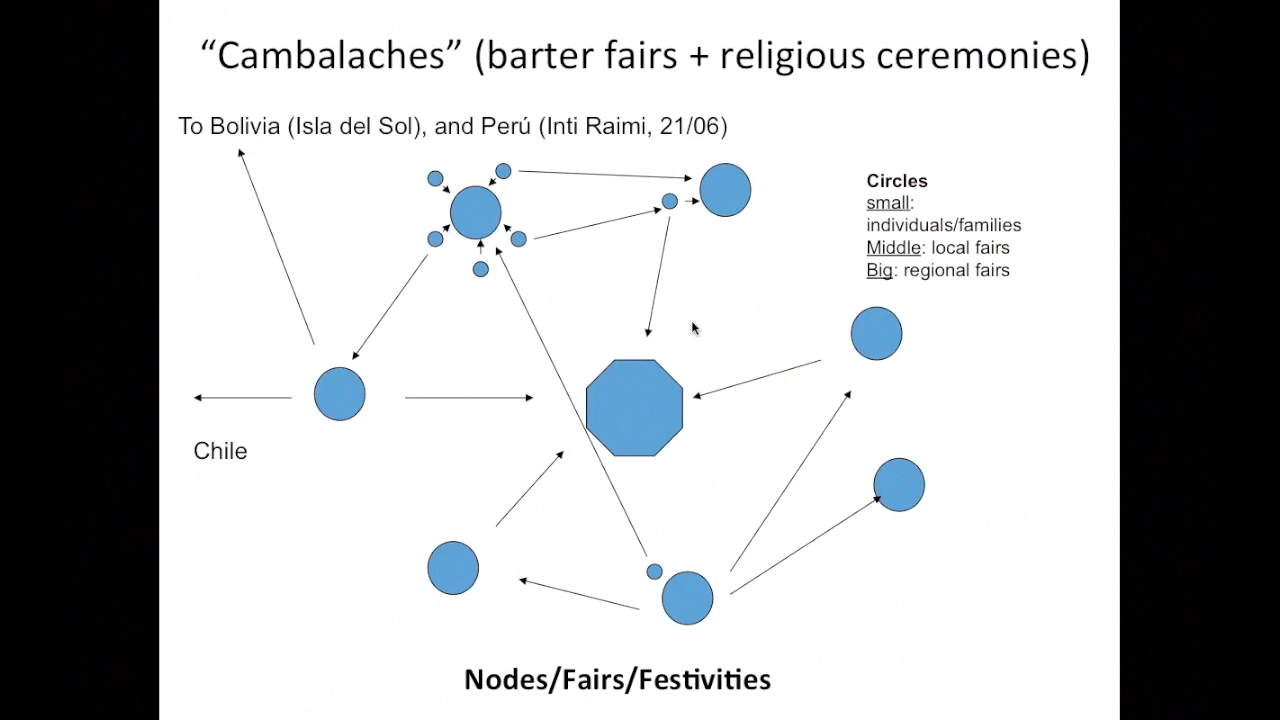 “Cambalaches” (barter fairs + religious ceremonies)
To Bolivia (Isla del Sol), and Perú (Inti Raimi, 21/06)
Circles
small:
individuals/families
Middle: local fairs
Big: regional fairs
Chile
Nodes/Fairs/Festivities